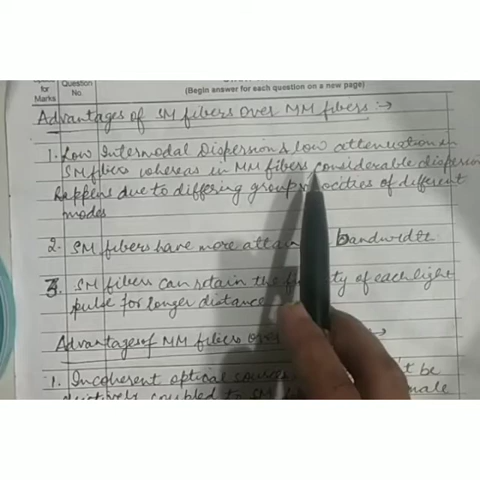 for
Marks
Question
No.
(Begin answer for each question on a new page)
Advantages of SM fibers over MM fibers :→
1. Low Intermodal Dispersion & low attenuation in
SM fibers whereas in MM fibers considerable dispersion
Happens due to differing group of different
modes
2. SM fibers have more bandwidth
3. SM fibers can retain the of each light
pulse for longer distance
Advantages of MM fibers over →
1. Incoherent optical sources be
coupled to SM